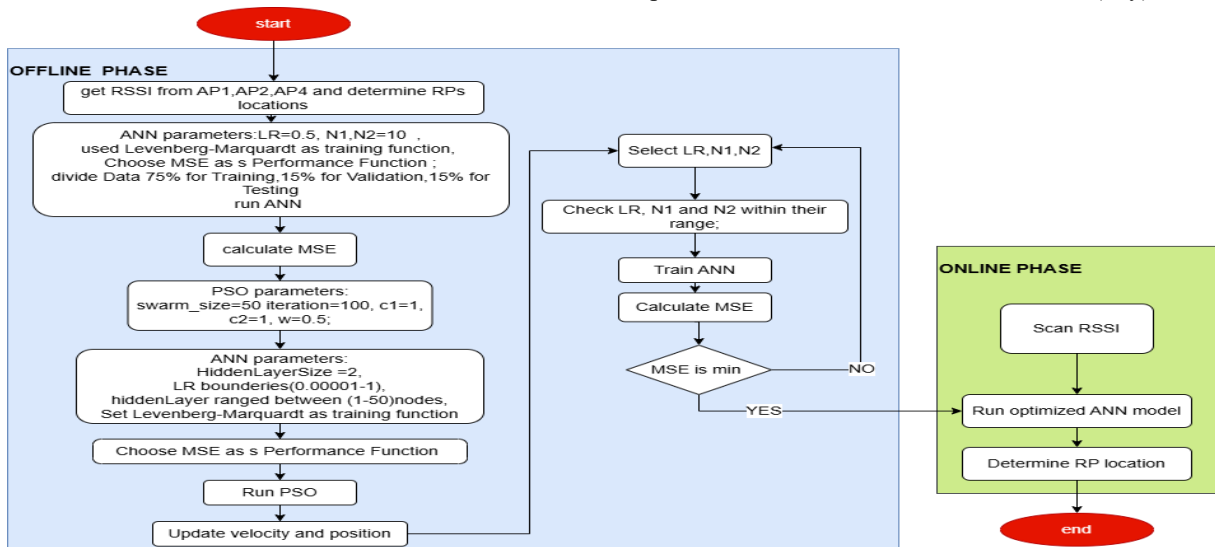 start
OFFLINE PHASE
get RSSI from AP1,AP2,AP4 and determine RPs
locations
ANN parameters:LR=0.5, N1,N2=10 ,
used Levenberg-Marquardt as training function,
Choose MSE as s Performance Function ;
divide Data 75% for Training,15% for Validation,15% for
Testing
run ANN
calculate MSE
PSO parameters:
swarm_size=50 iteration=100, c1=1,
c2=1, w=0.5;
ANN parameters:
HiddenLayerSize =2,
LR bounderies(0.00001-1),
hiddenLayer ranged between (1-50)nodes,
Set Levenberg-Marquardt as training function
Choose MSE as s Performance Function
Run PSO
Update velocity and position
Select LR,N1,N2
Check LR, N1 and N2 within their
range;
Train ANN
Calculate MSE
MSE is min
NO
YES
ONLINE PHASE
Scan RSSI
Run optimized ANN model
Determine RP location
end